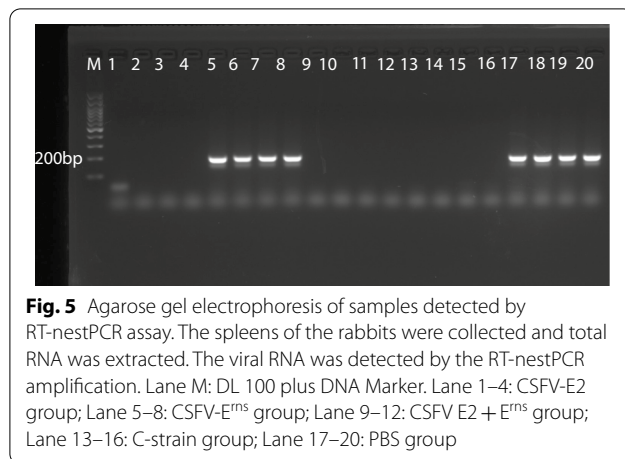 M 1 2 3 4 5 6 7 8 9 10 11 12 13 14 15 16 17 18 19 20
200bp
Fig. 5 Agarose gel electrophoresis of samples detected by
RT-nestPCR assay. The spleens of the rabbits were collected and total
RNA was extracted. The viral RNA was detected by the RT-nestPCR
amplification. Lane M: DL 100 plus DNA Marker. Lane 1–4: CSFV-E2
group; Lane 5–8: CSFV-Erns group; Lane 9–12: CSFV E2 + Erns group;
Lane 13–16: C-strain group; Lane 17–20: PBS group